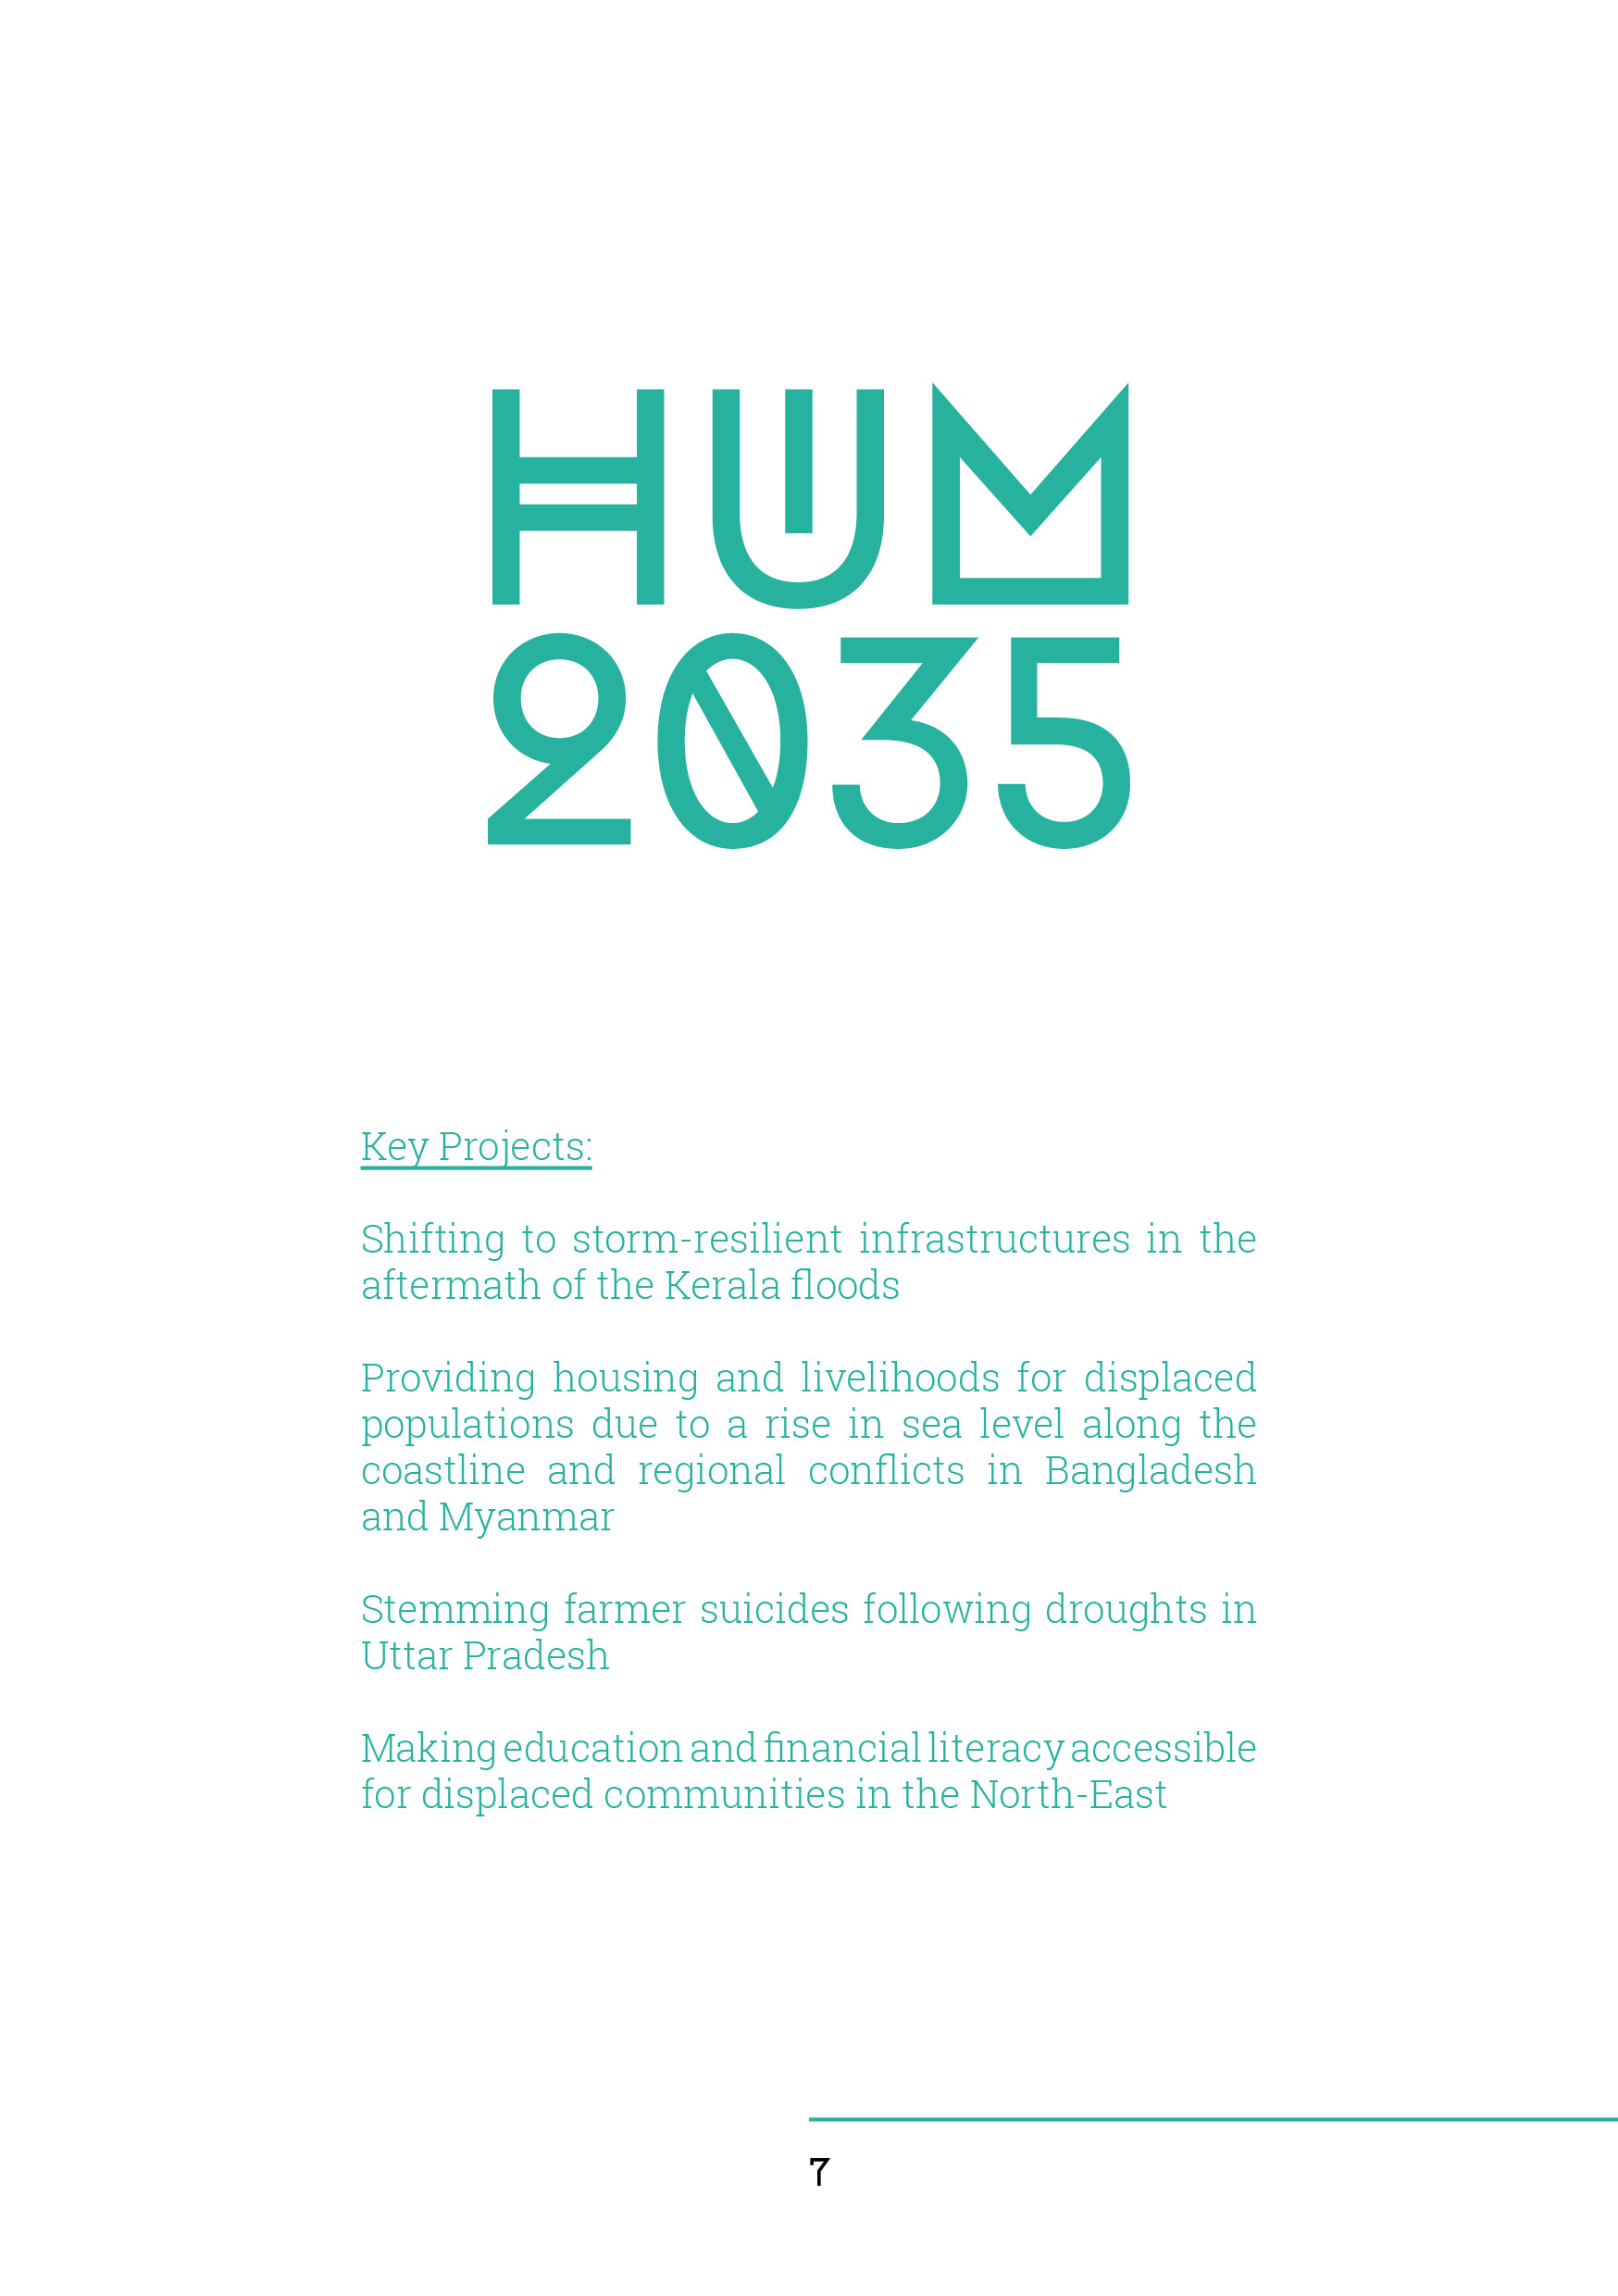 HUM
2035
Key Projects:
Shifting to storm-resilient infrastructures in the
aftermath of the Kerala floods
Providing housing and livelihoods for displaced
populations due to a rise in sea level along the
coastline and regional conflicts in Bangladesh
and Myanmar
Stemming farmer suicides following droughts in
Uttar Pradesh
Making education and financial literacy accessible
for displaced communities in the North-East
7